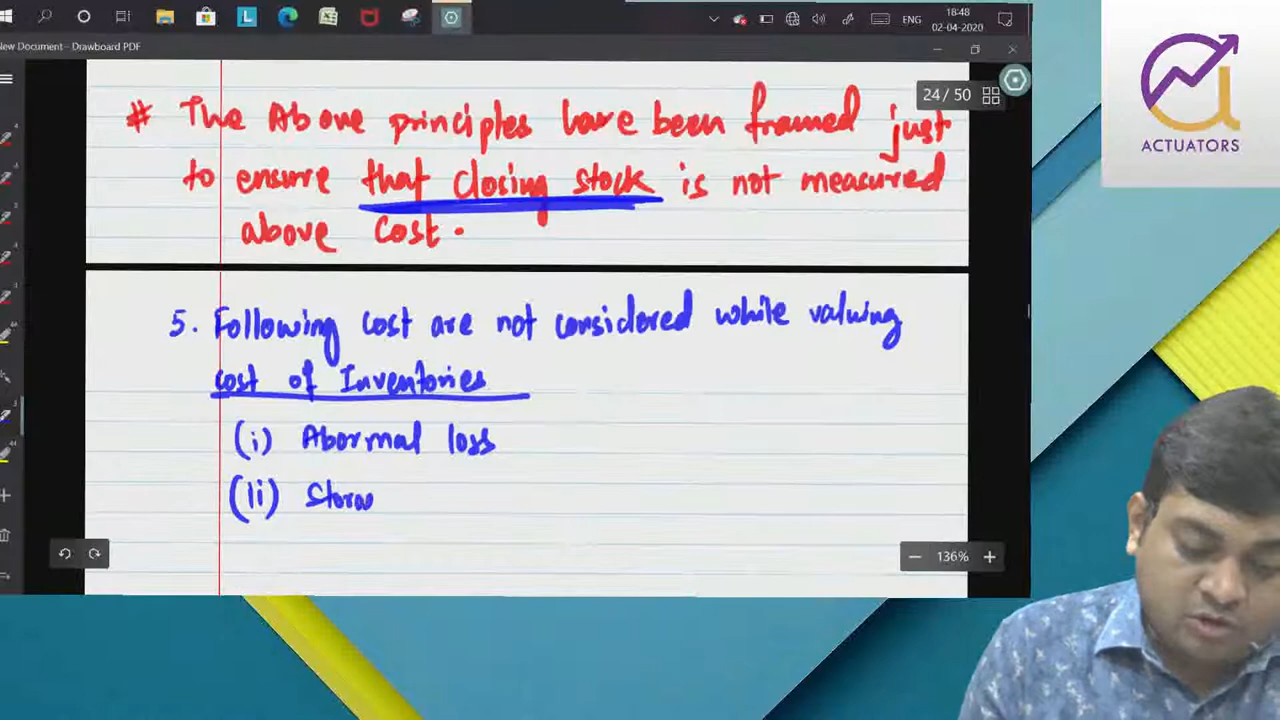 18:48
ENG
02-04-2020
New Document - Drawboard PDF
24 / 50
# The Above principles have been framed just
to ensure that closing stock is not measured
above cost.
5. Following cost are not considered while valuing
cost of Inventories
(i) Abormal loss
(ii) Stora
136%
ACTUATORS